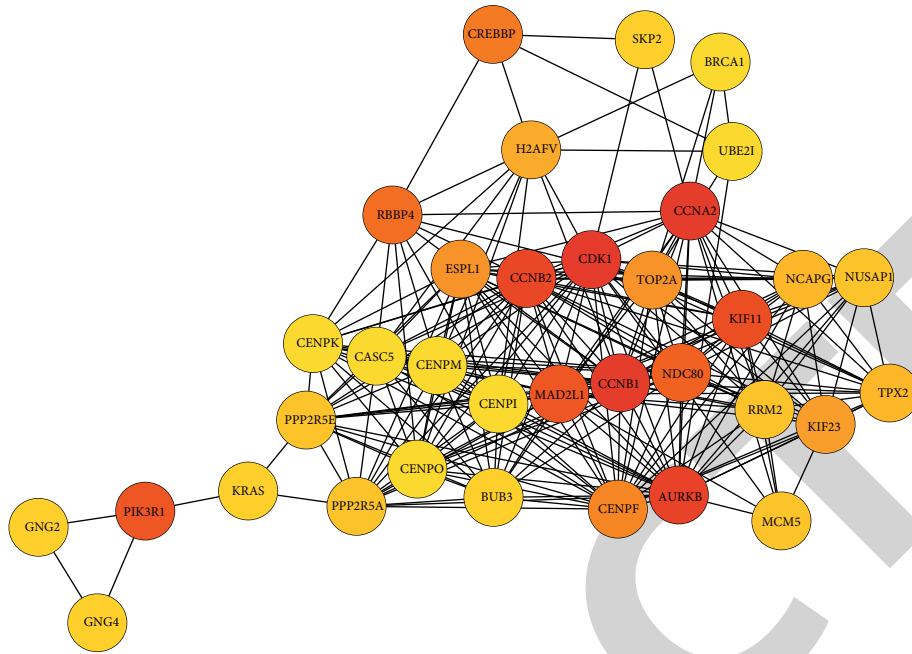 CREBBP
SKP2
BRCA1
H2AFV
UBE2I
RBBP4
CCNA2
ESPL1
CCNB2
CDK1
TOP2A
NCAPG
NUSAP1
KIF11
CENPK
CASC5
CENPM
CENPI
MAD2L1
CCNB1
NDC80
RRM2
KIF23
TPX2
PPP2R5E
CENPO
BUB3
CENPF
AURKB
MCM5
KRAS
PPP2R5A
PIK3R1
GNG2
GNG4